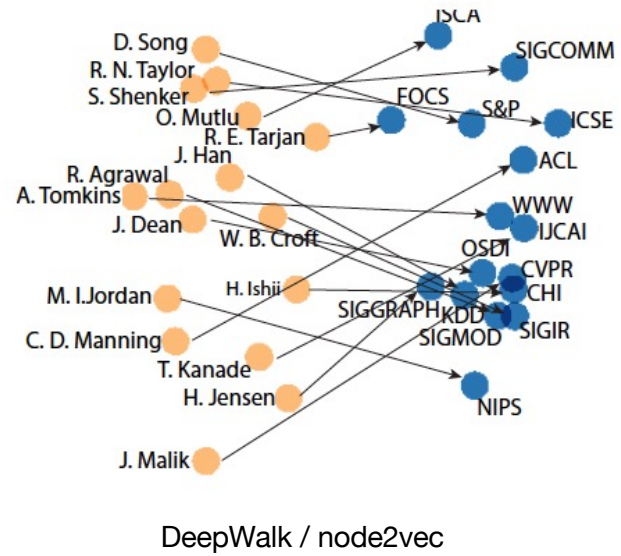 ISCA
D. Song
SIGCOMM
R. N. Taylor
S. Shenker
FOCS
S&P
ICSE
O. Mutlu
R. E. Tarjan
J. Han
ACL
R. Agrawal
A. Tomkins
WWW
J. Dean
IJCAI
W. B. Croft
OSDI
CVPR
H. Ishii
CHI
M. I.Jordan
SIGGRAPH
KDD
SIGMOD
SIGIR
C. D. Manning
T. Kanade
H. Jensen
NIPS
J. Malik
DeepWalk / node2vec